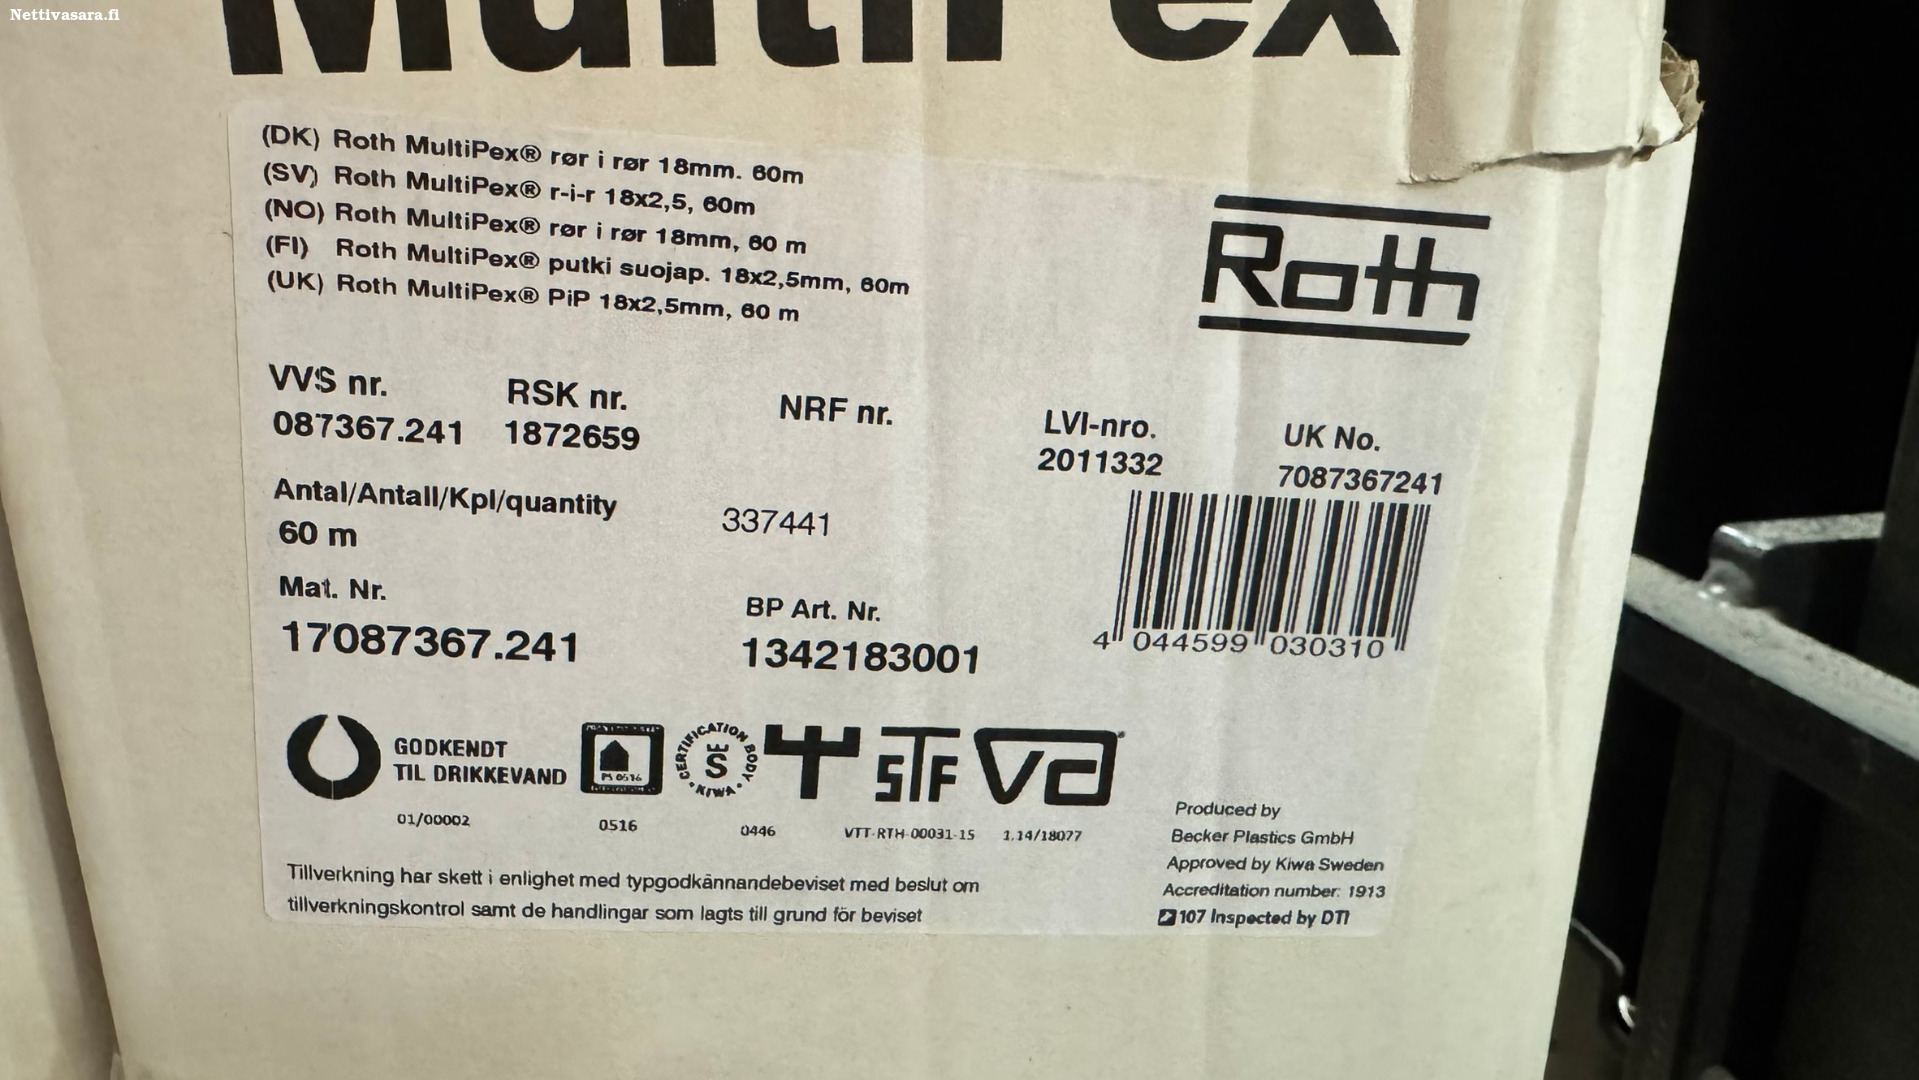 Nettivasara.fi
MultiPex
(DK) Roth MultiPex® rør i rør 18mm. 60m
(SV) Roth MultiPex® r-i-r 18x2,5, 60m
(NO) Roth MultiPex® rør i rør 18mm, 60 m
(FI) Roth MultiPex® putki suojap. 18x2,5mm, 60m
(UK) Roth MultiPex® PiP 18x2,5mm, 60 m
Roth
VVS nr. RSK nr. NRF nr. LVI-nro. UK No.
087367.241 1872659 2011332 7087367241
Antal/Antall/Kpl/quantity
60 m 337441
Mat. Nr. BP Art. Nr.
17087367.241 1342183001
4 044599 030310
GODKENDT
TIL DRIKKEVAND
PS 0516
CERTIFICATION BODY
KIWA
STF
01/00002 0516 0446 VTT-RTH-00031-15 1.14/18077
Produced by
Becker Plastics GmbH
Approved by Kiwa Sweden
Accreditation number: 1913
107 Inspected by DTI
Tillverkning har skett i enlighet med typgodkännandebeviset med beslut om
tillverkningskontrol samt de handlingar som lagts till grund för beviset